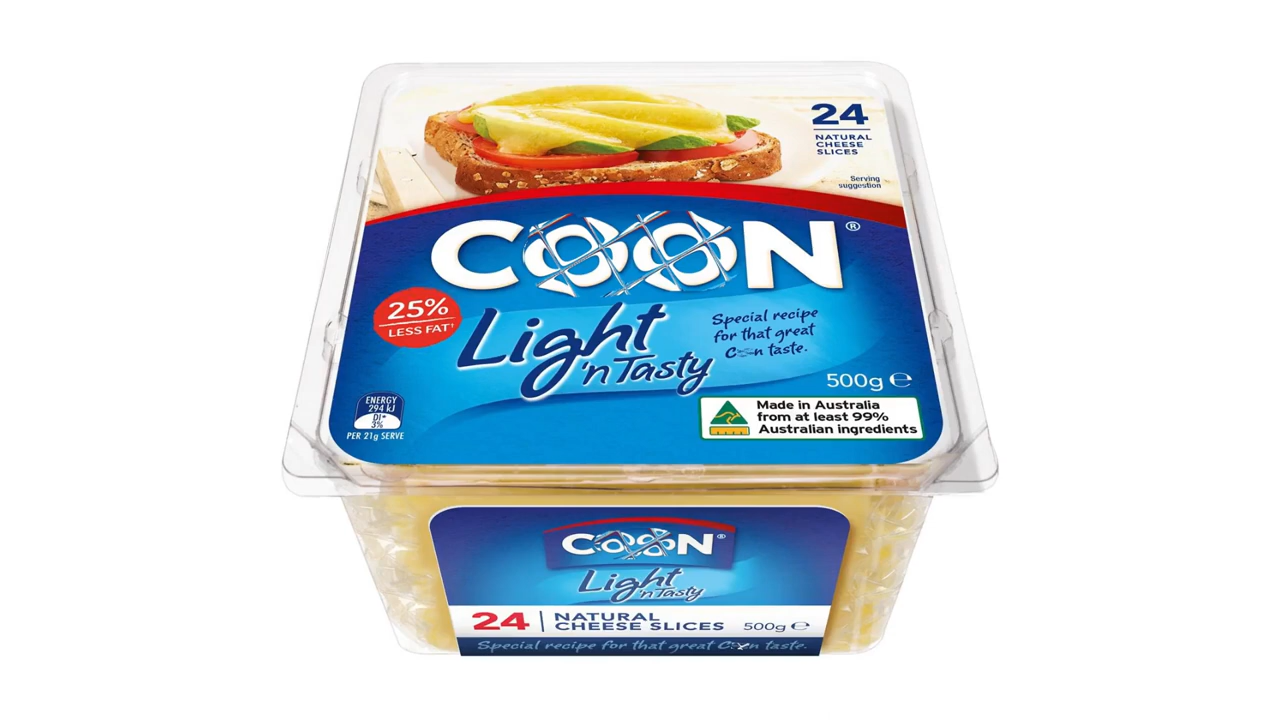 24
NATURAL
CHEESE
SLICES
Serving
suggestion
COON®
25%
LESS FAT†
Light
'n Tasty
Special recipe
for that great
taste.
500g ℮
ENERGY
294 kJ
DI*
3%
PER 21g SERVE
Made in Australia
from at least 99%
Australian ingredients
COON®
Light
'n Tasty
24 | NATURAL
CHEESE SLICES 500g ℮
Special recipe for that great taste.